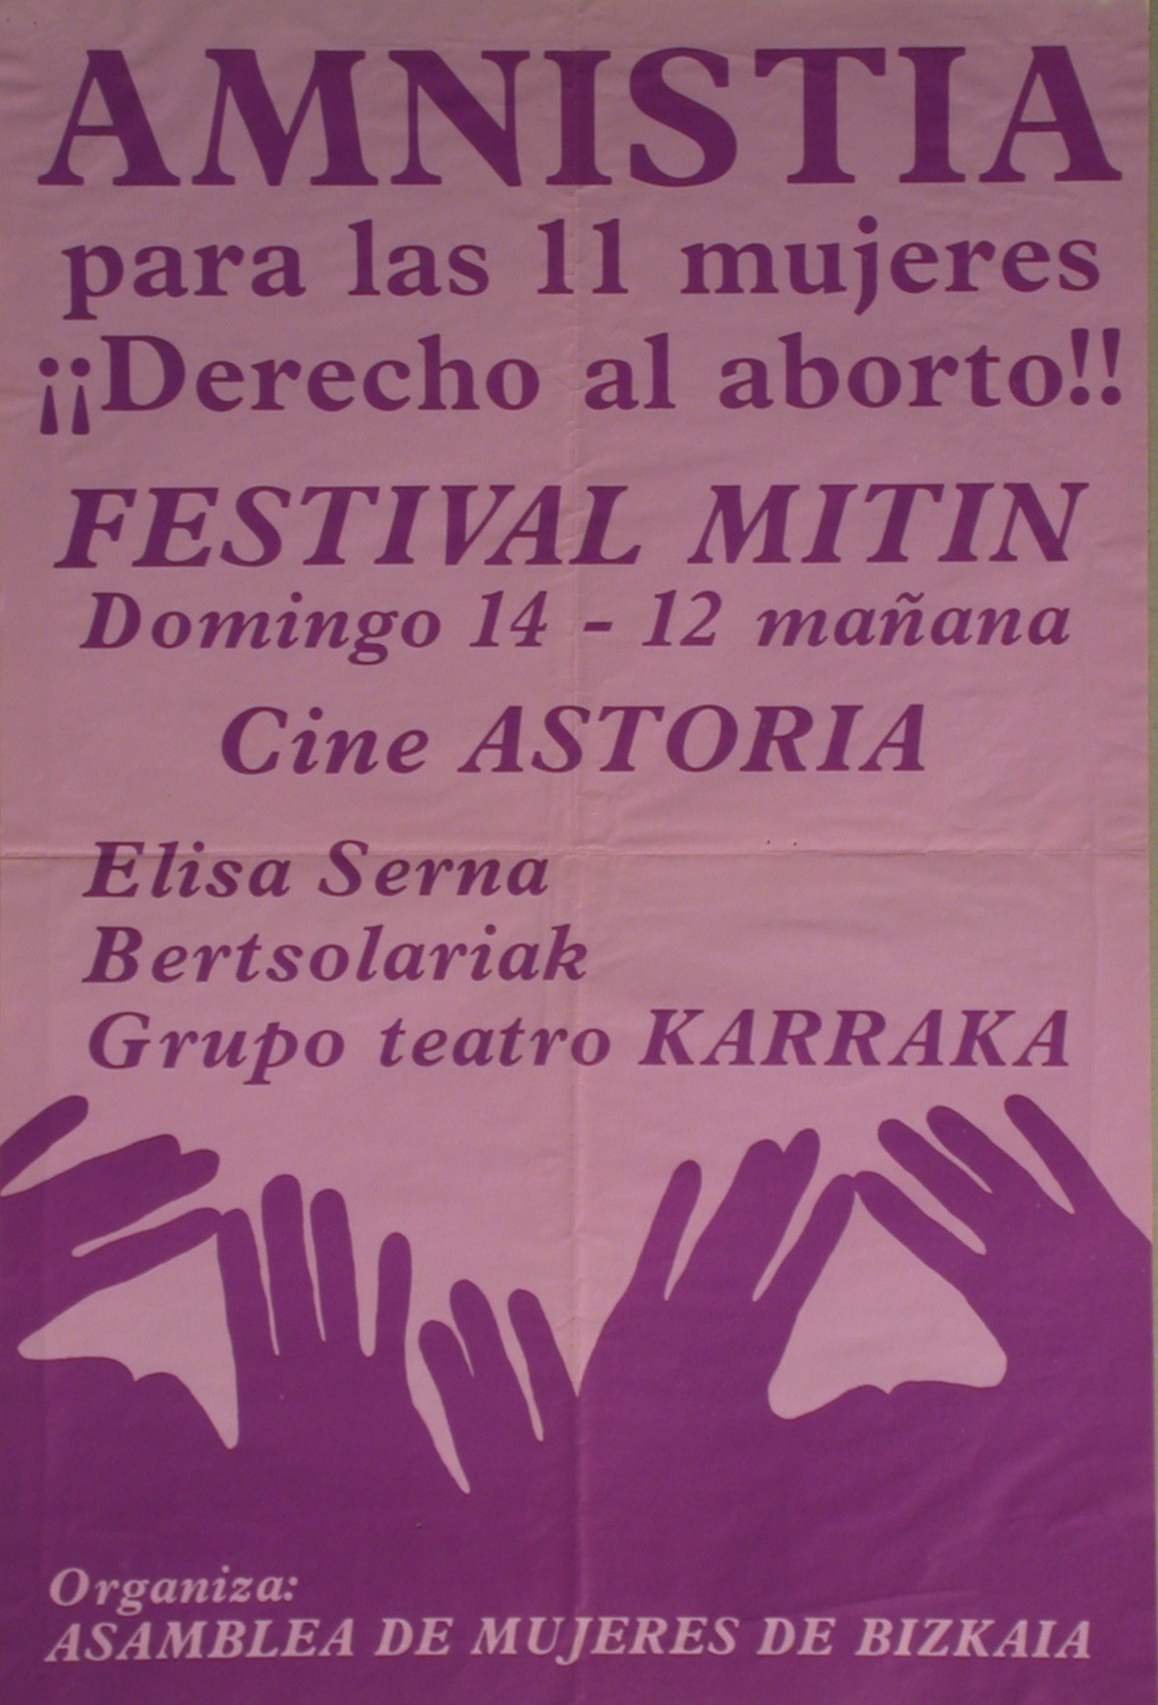 AMNISTIA
para las 11 mujeres
¡¡Derecho al aborto!!
FESTIVAL MITIN
Domingo 14 - 12 mañana
Cine ASTORIA
Elisa Serna
Bertsolariak
Grupo teatro KARRAKA
Organiza:
ASAMBLEA DE MUJERES DE BIZKAIA